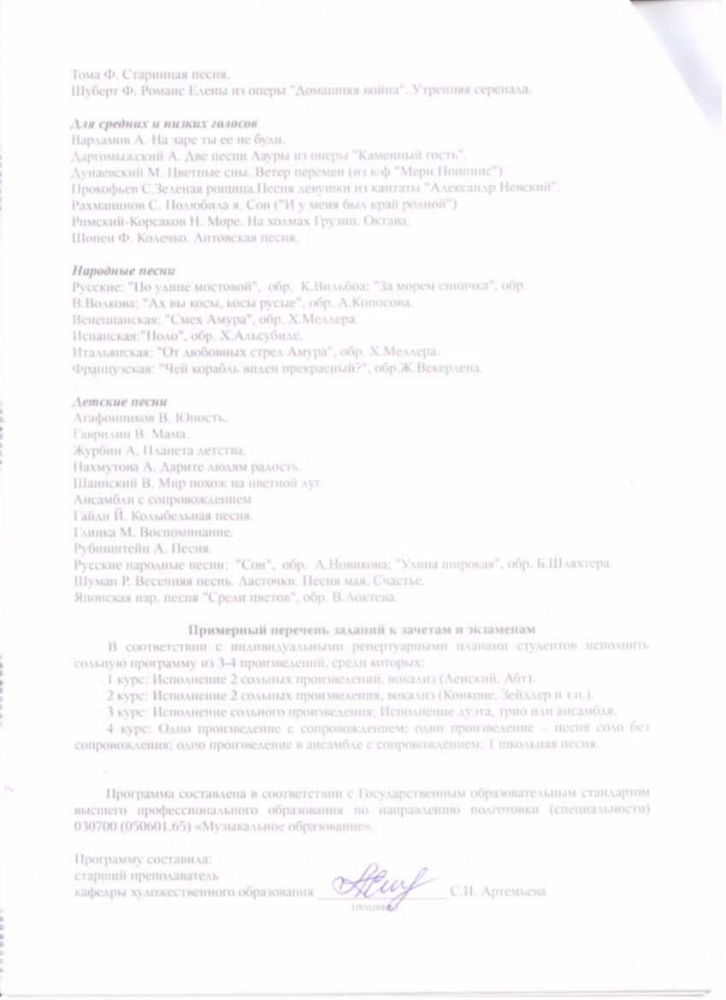 Тома Ф. Старинная песня.
Шуберт Ф. Романс Елены из оперы "Домашняя война". Утренняя серенада.
Для средних и низких голосов
Варламов А. На заре ты ее не буди.
Даргомыжский А. Две песни Лауры из оперы "Каменный гость".
Дунаевский М. Цветные сны. Ветер перемен (из к/ф "Мери Поппинс")
Прокофьев С.Зеленая рощица.Песня девушки из кантаты "Александр Невский".
Рахманинов С. Полюбила я. Сон ("И у меня был край родной")
Римский-Корсаков Н. Море. На холмах Грузии. Октава.
Шопен Ф. Колечко. Литовская песня.
Народные песни
Русские: "По улице мостовой", обр. К.Вильбоа; "За морем синичка", обр.
В.Волкова; "Ах вы косы, косы русые", обр. А.Копосова.
Венецианская: "Смех Амура", обр. Х.Меллера.
Испанская:"Поло", обр. Х.Альсубиде.
Итальянская: "От любовных стрел Амура", обр. Х.Меллера.
Французская: "Чей корабль виден прекрасный?", обр.Ж.Векерлена.
Детские песни
Агафонников В. Юность.
Гаврилин В. Мама.
Журбин А. Планета детства.
Пахмутова А. Дарите людям радость.
Шаинский В. Мир похож на цветной луг.
Ансамбли с сопровождением
Гайдн Й. Колыбельная песня.
Глинка М. Воспоминание.
Рубинштейн А. Песня.
Русские народные песни: "Сон", обр. А.Новикова; "Улица широкая", обр. Б.Шляхтера.
Шуман Р. Весенняя песнь. Ласточки. Песня мая. Счастье.
Японская нар. песня "Среди цветов", обр. В.Локтева.
Примерный перечень заданий к зачетам и экзаменам
В соответствии с индивидуальными репертуарными планами студентов исполнить
сольную программу из 3-4 произведений, среди которых:
1 курс: Исполнение 2 сольных произведений, вокализ (Ленский, Абт).
2 курс: Исполнение 2 сольных произведения, вокализ (Конконе, Зейдлер и т.п.).
3 курс: Исполнение сольного произведения; Исполнение дуэта, трио или ансамбля.
4 курс: Одно произведение с сопровождением; одно произведение – песня соло без
сопровождения; одно произведение в ансамбле с сопровождением; 1 школьная песня.
Программа составлена в соответствии с Государственным образовательным стандартом
высшего профессионального образования по направлению подготовки (специальности)
030700 (050601.65) «Музыкальное образование».
Программу составила:
старший преподаватель
кафедры художественного образования ___________________ С.И. Артемьева
(подпись)